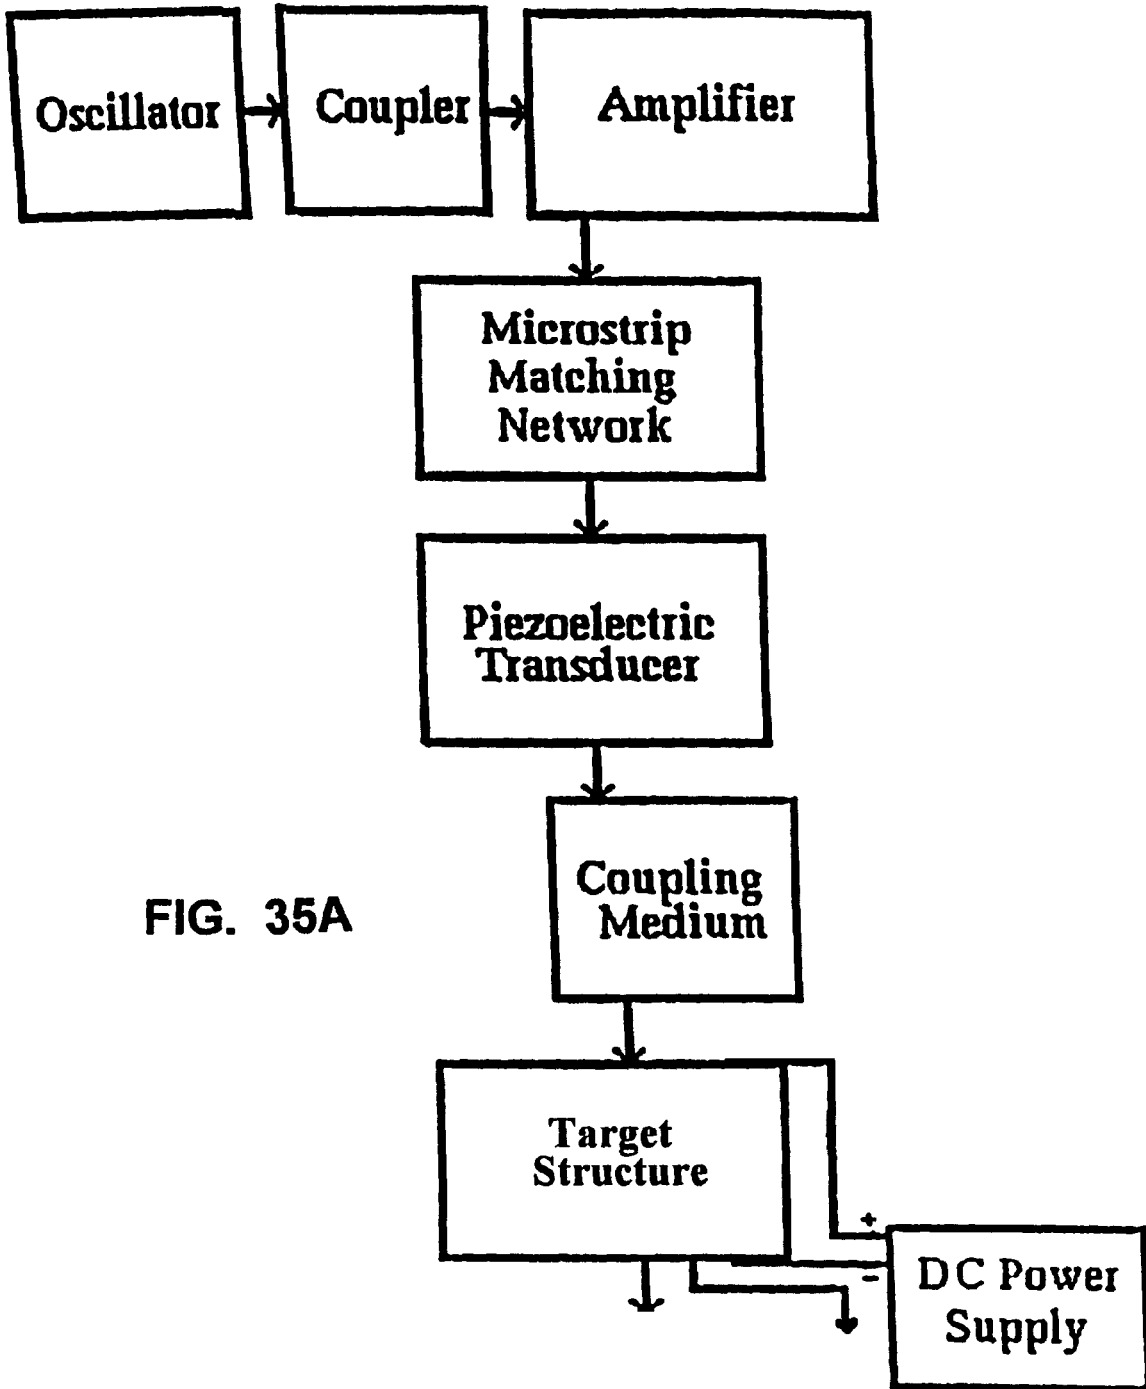 Oscillator
Coupler
Amplifier
Microstrip
Matching
Network
Piezoelectric
Transducer
Coupling
Medium
FIG. 35A
Target
Structure
+
-
DC Power
Supply